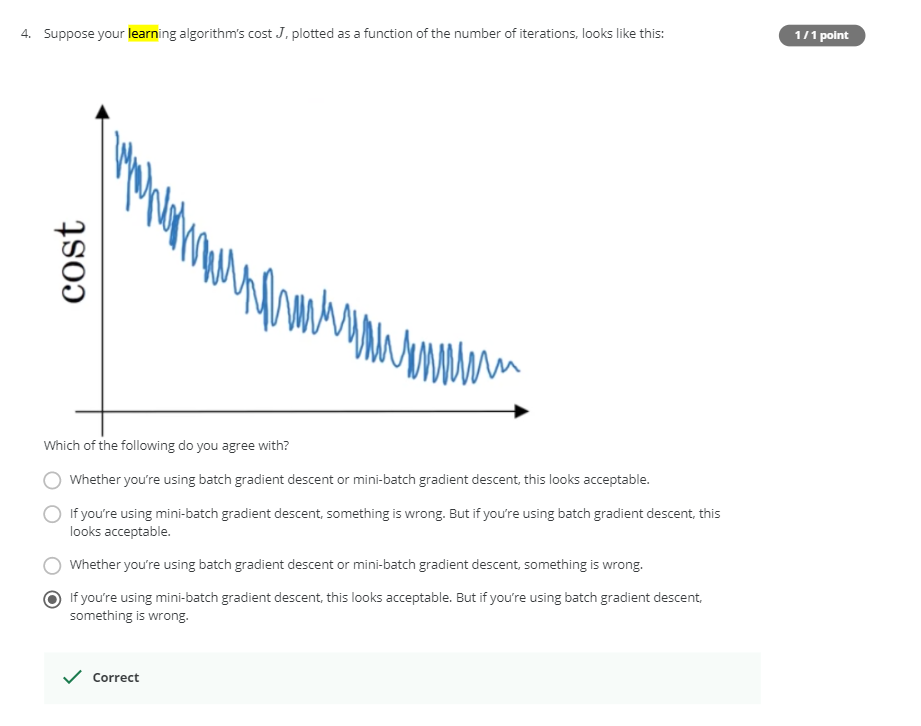 4. Suppose your learning algorithm's cost J, plotted as a function of the number of iterations, looks like this:
1 / 1 point
cost
Which of the following do you agree with?
Whether you're using batch gradient descent or mini-batch gradient descent, this looks acceptable.
If you're using mini-batch gradient descent, something is wrong. But if you're using batch gradient descent, this
looks acceptable.
Whether you're using batch gradient descent or mini-batch gradient descent, something is wrong.
If you're using mini-batch gradient descent, this looks acceptable. But if you're using batch gradient descent,
something is wrong.
Correct